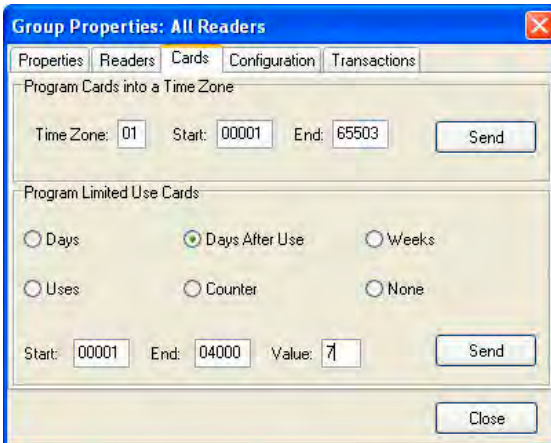 Group Properties: All Readers
Properties Readers Cards Configuration Transactions
Program Cards into a Time Zone
Time Zone: 01 Start: 00001 End: 65503 Send
Program Limited Use Cards
Days Days After Use Weeks
Uses Counter None
Start: 00001 End: 04000 Value: 7 Send
Close